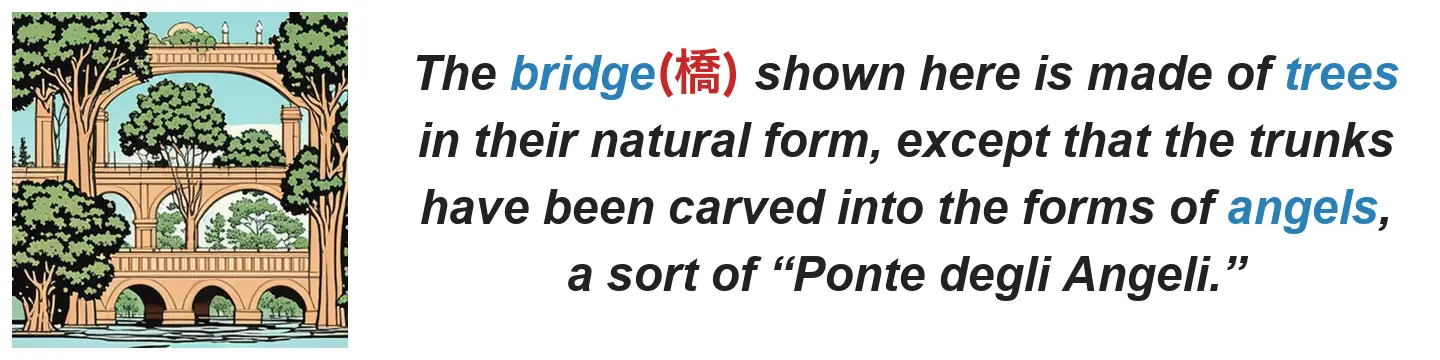 The bridge(橋) shown here is made of trees
in their natural form, except that the trunks
have been carved into the forms of angels,
a sort of “Ponte degli Angeli.”